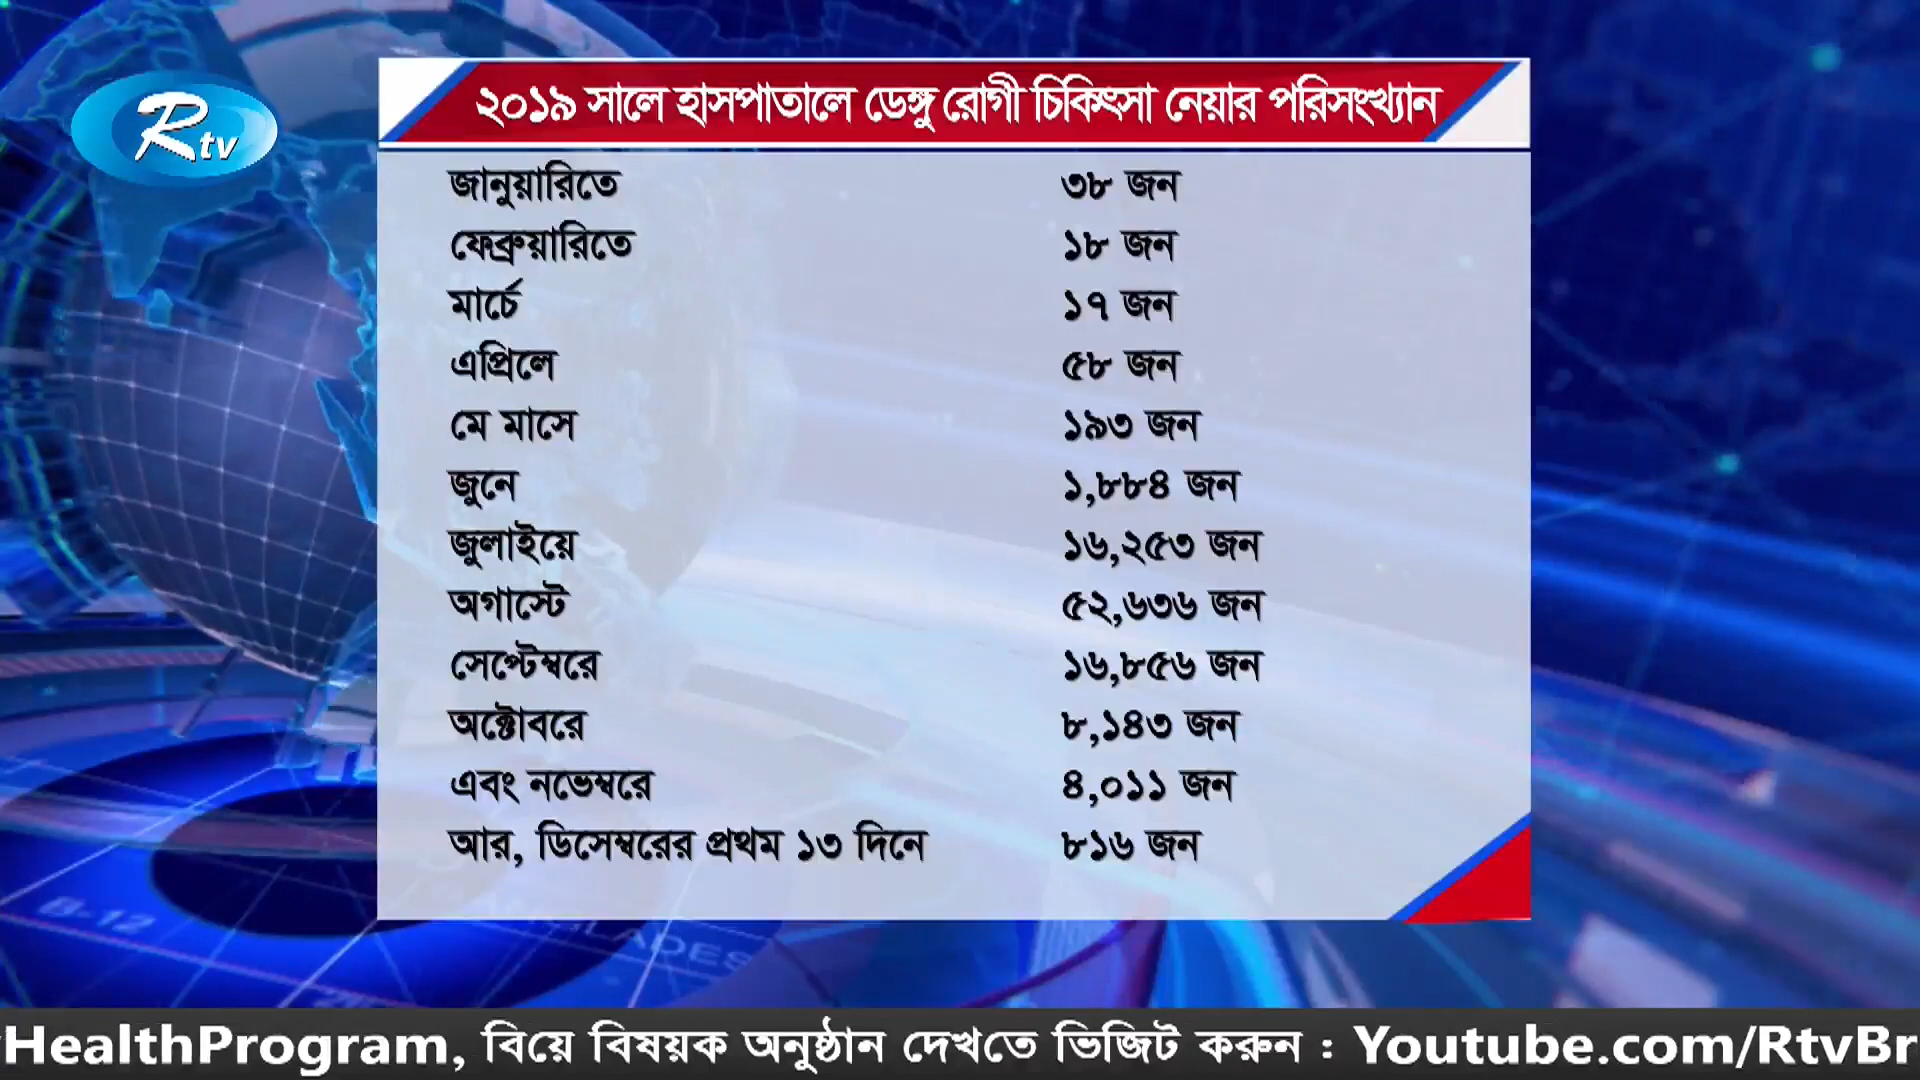 Rtv
২০১৯ সালে হাসপাতালে ডেঙ্গু রোগী চিকিৎসা নেয়ার পরিসংখ্যান
জানুয়ারিতে ৩৮ জন
ফেব্রুয়ারিতে ১৮ জন
মার্চে ১৭ জন
এপ্রিলে ৫৮ জন
মে মাসে ১৯৩ জন
জুনে ১,৮৮৪ জন
জুলাইয়ে ১৬,২৫৩ জন
অগাস্টে ৫২,৬৩৬ জন
সেপ্টেম্বরে ১৬,৮৫৬ জন
অক্টোবরে ৮,১৪৩ জন
এবং নভেম্বরে ৪,০১১ জন
আর, ডিসেম্বরের প্রথম ১৩ দিনে ৮১৬ জন
B-12
HealthProgram, বিয়ে বিষয়ক অনুষ্ঠান দেখতে ভিজিট করুন : Youtube.com/RtvBr